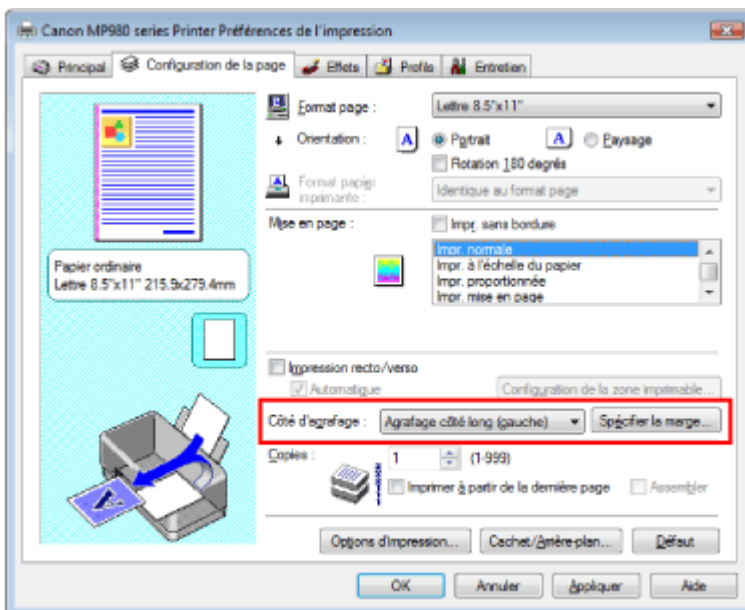 Canon MP980 series Printer Préférences de l'impression
Principal Configuration de la page Effets Profils Entretien
Format page : Lettre 8.5"x11"
Orientation : A Portrait A Paysage
Rotation 180 degrés
Format papier imprimante : Identique au format page
Mise en page : Impr. sans bordure
Impr. normale
Impr. à l'échelle du papier
Impr. proportionnée
Impr. mise en page
Papier ordinaire
Lettre 8.5"x11" 215.9x279.4mm
Impression recto/verso
Automatique Configuration de la zone imprimable...
Côté d'agrafage : Agrafage côté long (gauche) Spécifier la marge...
Copies : 1 (1-999)
Imprimer à partir de la dernière page Assembler
Options d'impression... Cachet/Arrière-plan... Défaut
OK Annuler Appliquer Aide